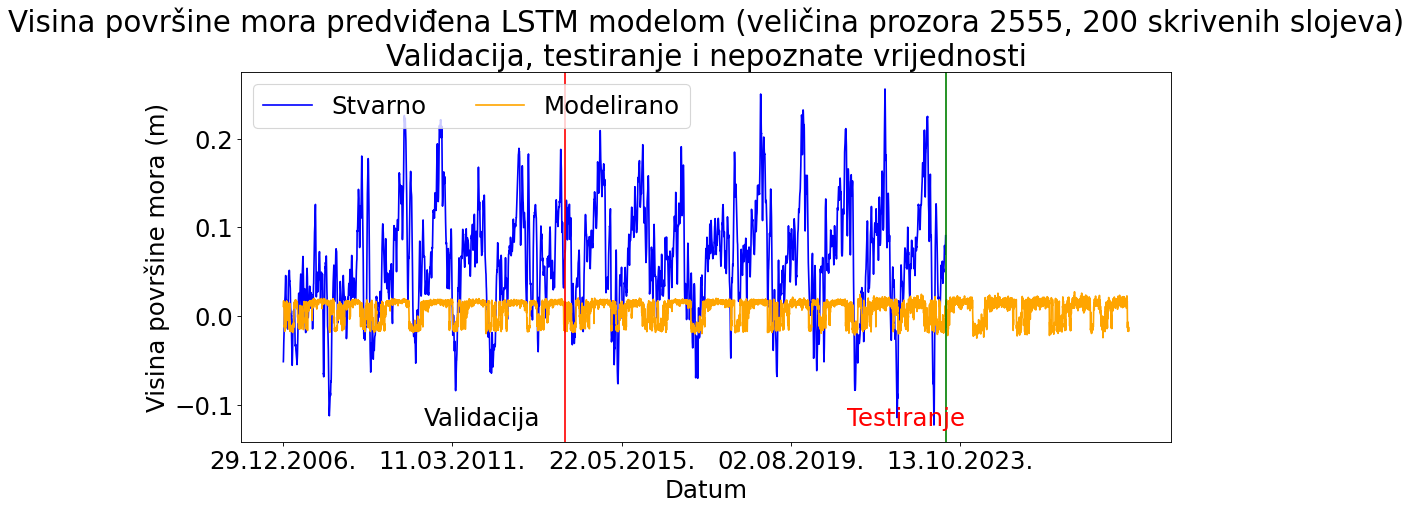 Visina površine mora predviđena LSTM modelom (veličina prozora 2555, 200 skrivenih slojeva)
Validacija, testiranje i nepoznate vrijednosti
Stvarno
Modelirano
Visina površine mora (m)
0.2
0.1
0.0
−0.1
Validacija
Testiranje
29.12.2006.
11.03.2011.
22.05.2015.
02.08.2019.
13.10.2023.
Datum